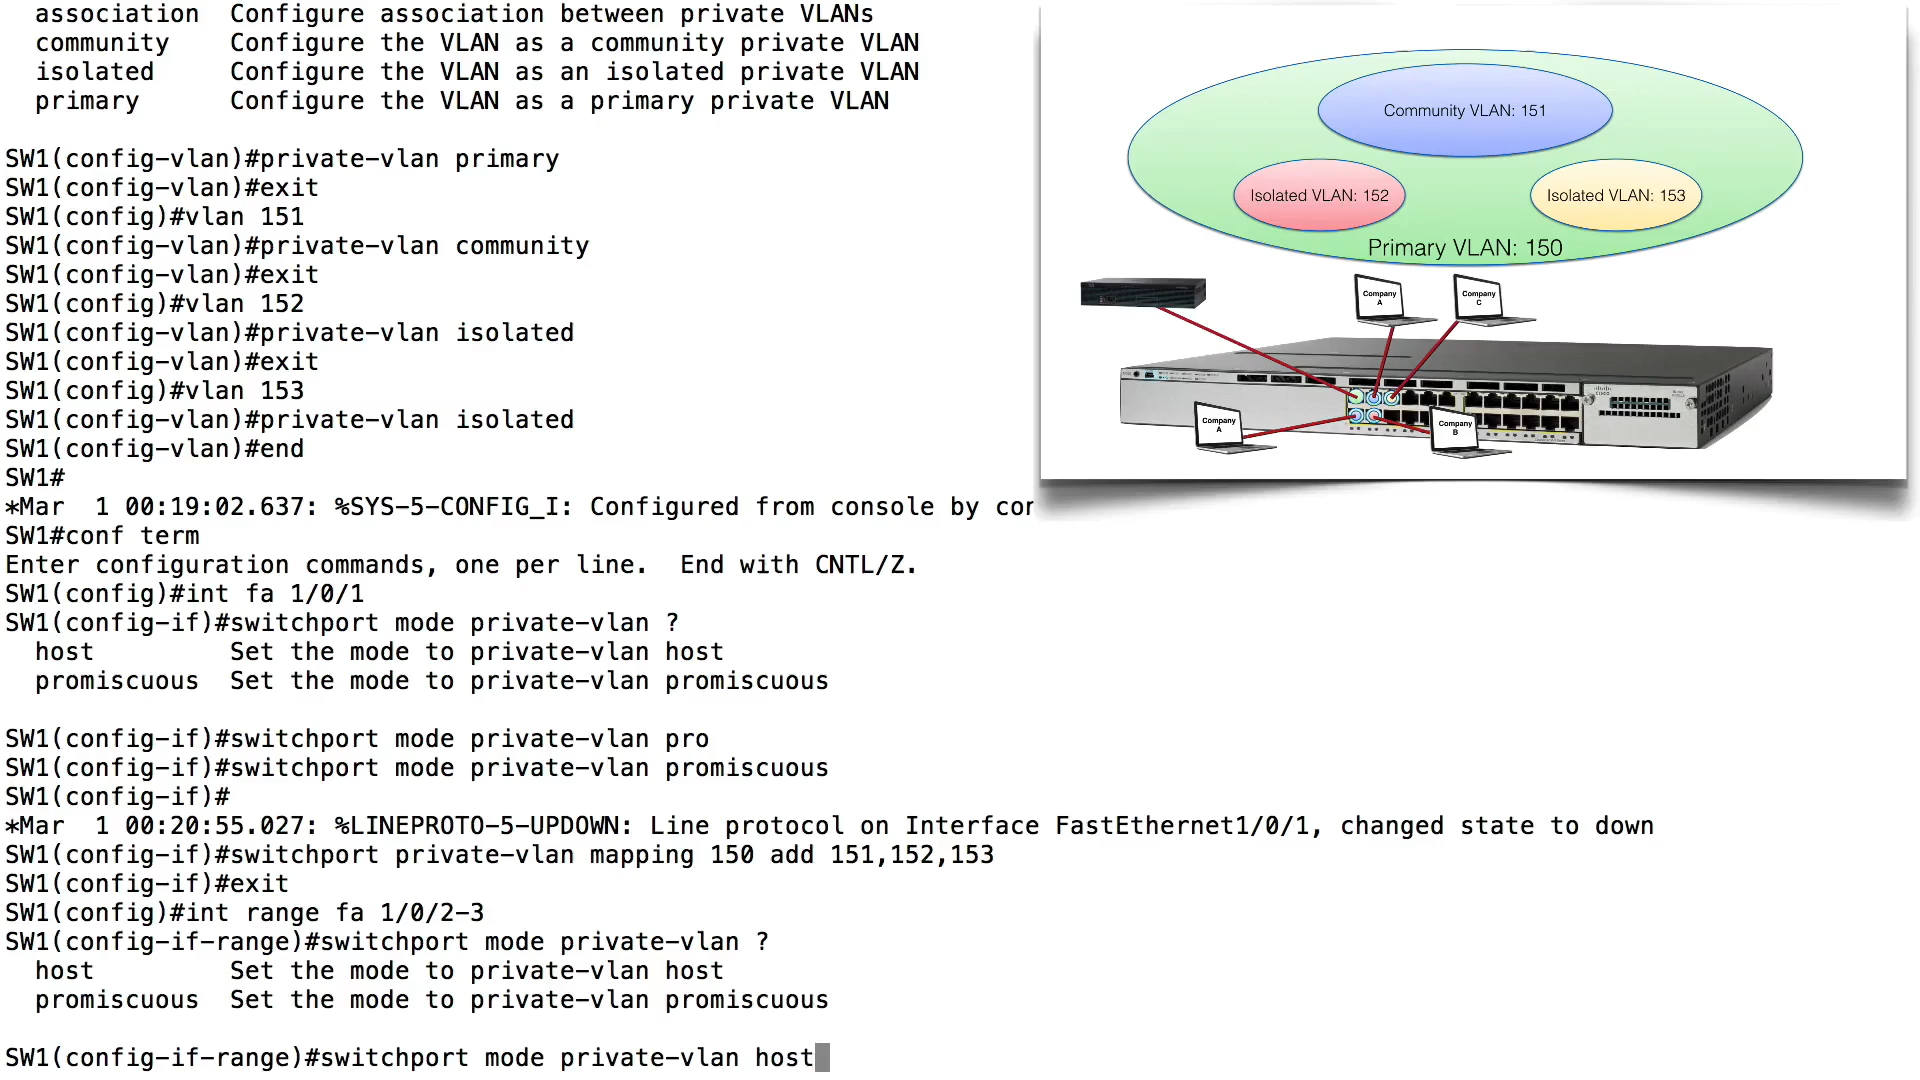 association  Configure association between private VLANs
community    Configure the VLAN as a community private VLAN
isolated     Configure the VLAN as an isolated private VLAN
primary      Configure the VLAN as a primary private VLAN
SW1(config-vlan)#private-vlan primary
SW1(config-vlan)#exit
SW1(config)#vlan 151
SW1(config-vlan)#private-vlan community
SW1(config-vlan)#exit
SW1(config)#vlan 152
SW1(config-vlan)#private-vlan isolated
SW1(config-vlan)#exit
SW1(config)#vlan 153
SW1(config-vlan)#private-vlan isolated
SW1(config-vlan)#end
SW1#
*Mar  1 00:19:02.637: %SYS-5-CONFIG_I: Configured from console by con
SW1#conf term
Enter configuration commands, one per line.  End with CNTL/Z.
SW1(config)#int fa 1/0/1
SW1(config-if)#switchport mode private-vlan ?
host         Set the mode to private-vlan host
promiscuous  Set the mode to private-vlan promiscuous
SW1(config-if)#switchport mode private-vlan pro
SW1(config-if)#switchport mode private-vlan promiscuous
SW1(config-if)#
*Mar  1 00:20:55.027: %LINEPROTO-5-UPDOWN: Line protocol on Interface FastEthernet1/0/1, changed state to down
SW1(config-if)#switchport private-vlan mapping 150 add 151,152,153
SW1(config-if)#exit
SW1(config)#int range fa 1/0/2-3
SW1(config-if-range)#switchport mode private-vlan ?
host         Set the mode to private-vlan host
promiscuous  Set the mode to private-vlan promiscuous
SW1(config-if-range)#switchport mode private-vlan host
Community VLAN: 151
Isolated VLAN: 152
Isolated VLAN: 153
Primary VLAN: 150
Company
A
Company
C
Company
A
Company
B
CISCO